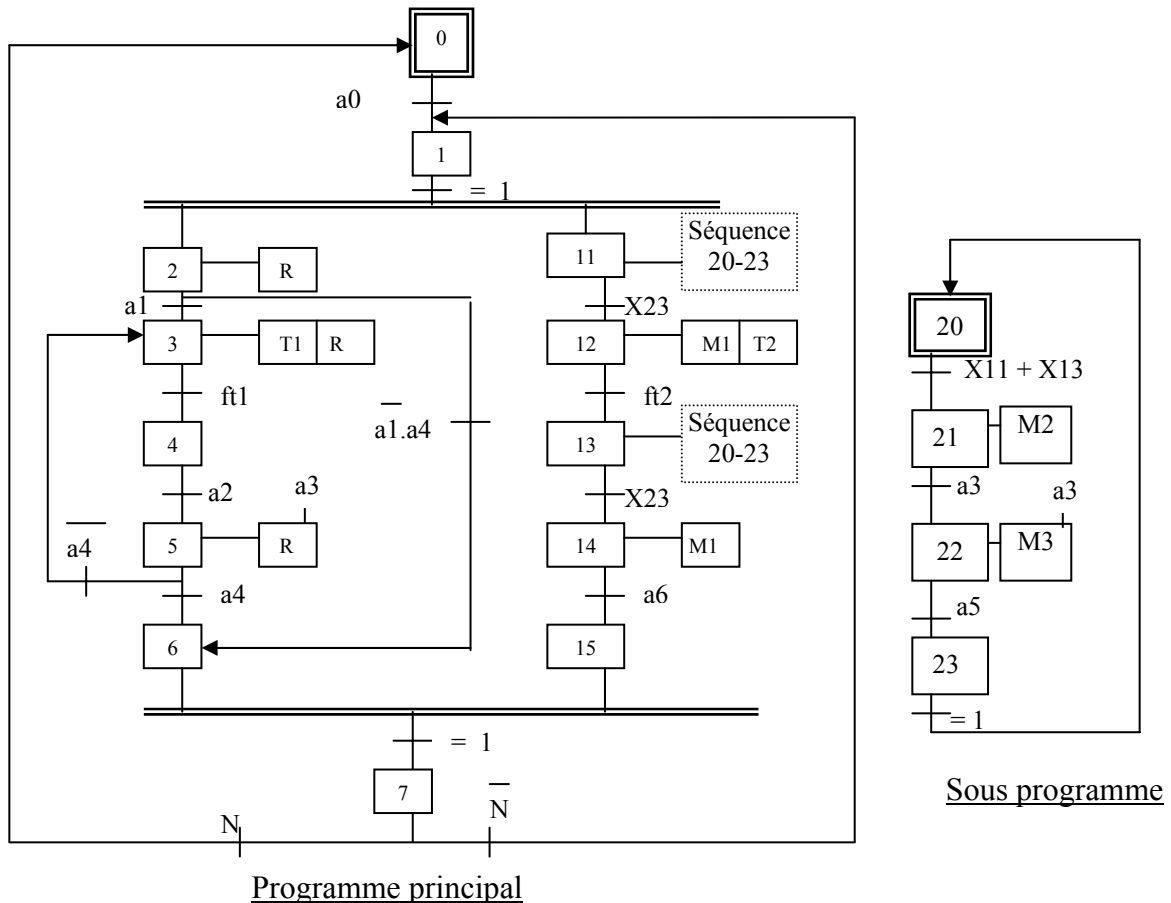 0
a0
1
= 1
2
R
11
Séquence
20-23
a1
X23
3
T1
R
12
M1
T2
ft1
a1.a4
ft2
4
13
Séquence
20-23
a2
X23
a4
5
a3
R
14
M1
a4
a6
6
15
= 1
7
N
N
Programme principal
20
X11 + X13
21
M2
a3
22
a3
M3
a5
23
= 1
Sous programme